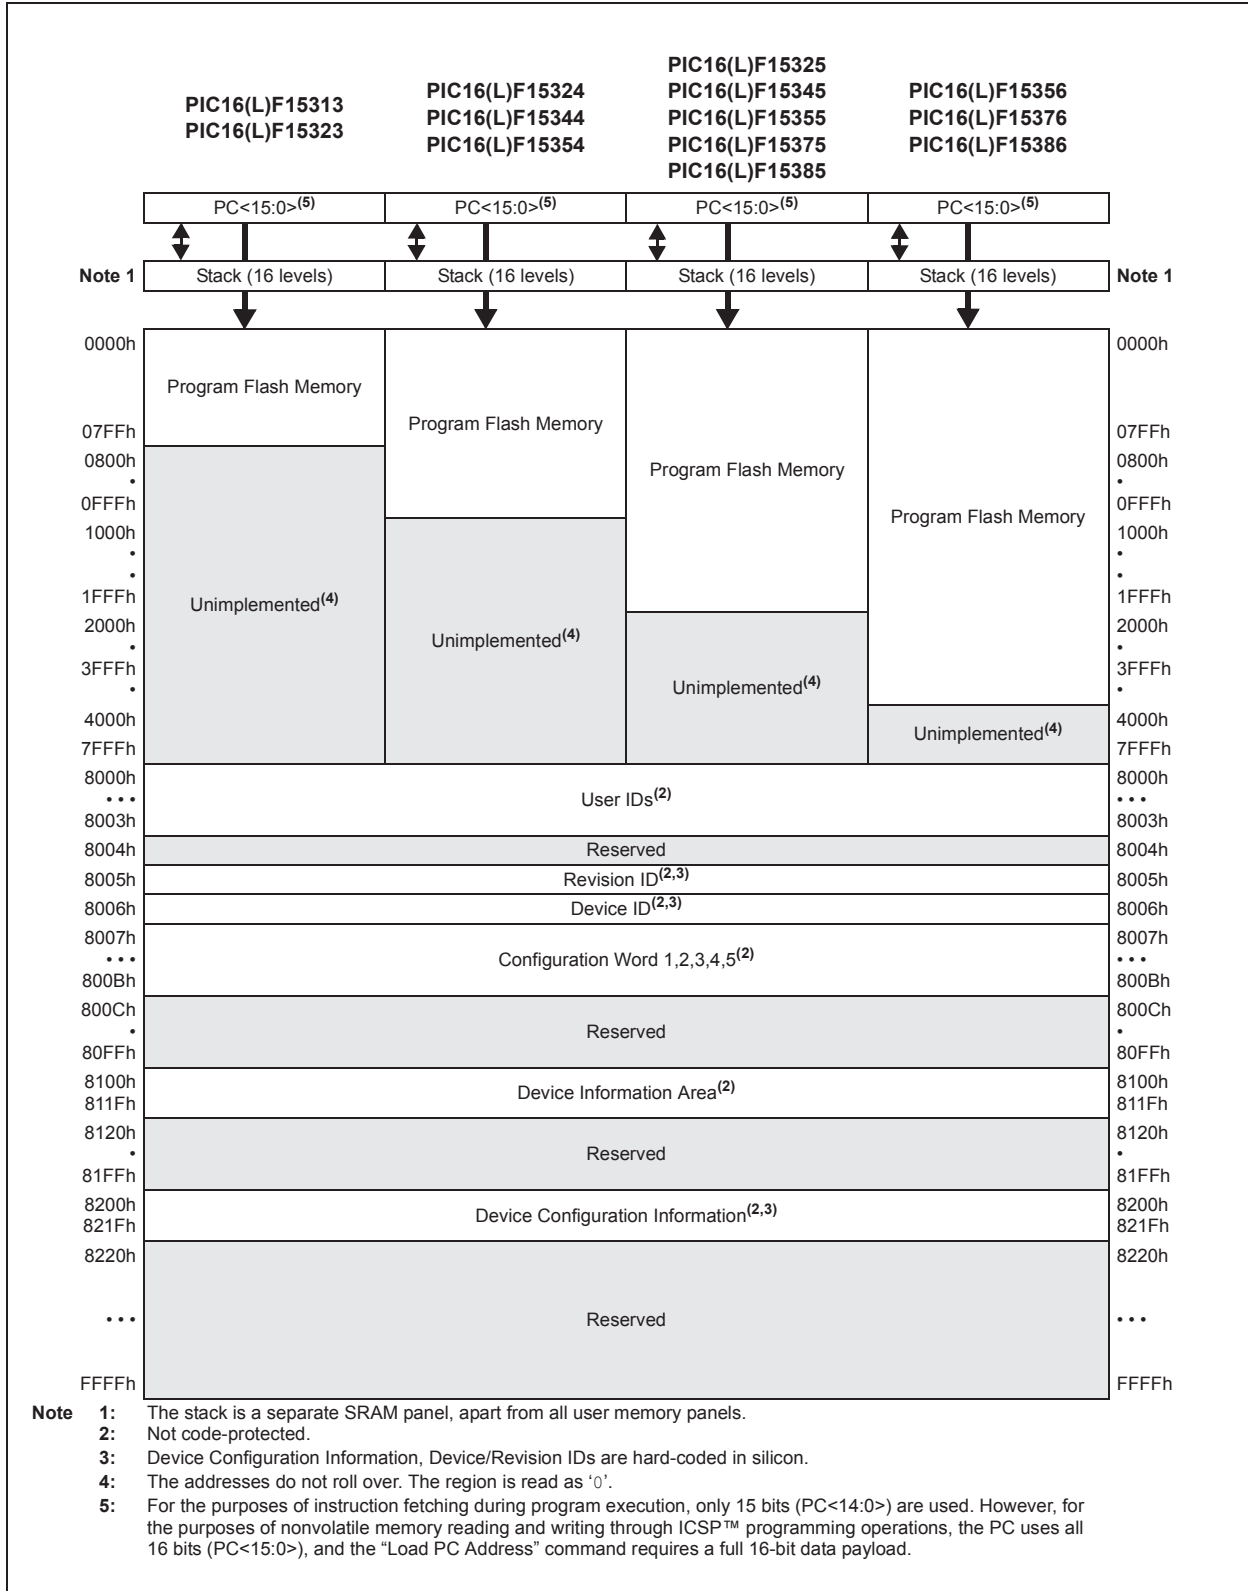 PIC16(L)F15313
PIC16(L)F15323
PIC16(L)F15324
PIC16(L)F15344
PIC16(L)F15354
PIC16(L)F15325
PIC16(L)F15345
PIC16(L)F15355
PIC16(L)F15375
PIC16(L)F15385
PIC16(L)F15356
PIC16(L)F15376
PIC16(L)F15386
PC<15:0>(5) PC<15:0>(5) PC<15:0>(5) PC<15:0>(5)
Note 1 Stack (16 levels) Stack (16 levels) Stack (16 levels) Stack (16 levels) Note 1
0000h 0000h
Program Flash Memory
Program Flash Memory
07FFh 07FFh
0800h 0800h
Program Flash Memory
• •
0FFFh 0FFFh
Program Flash Memory
1000h 1000h
• •
• •
1FFFh 1FFFh
Unimplemented(4)
2000h 2000h
Unimplemented(4)
• •
3FFFh 3FFFh
Unimplemented(4)
• •
4000h 4000h
Unimplemented(4)
7FFFh 7FFFh
8000h 8000h
• • • User IDs(2) • • •
8003h 8003h
8004h Reserved 8004h
8005h Revision ID(2,3) 8005h
8006h Device ID(2,3) 8006h
8007h 8007h
• • • Configuration Word 1,2,3,4,5(2) • • •
800Bh 800Bh
800Ch 800Ch
• Reserved •
80FFh 80FFh
8100h 8100h
Device Information Area(2)
811Fh 811Fh
8120h 8120h
• Reserved •
81FFh 81FFh
8200h 8200h
Device Configuration Information(2,3)
821Fh 821Fh
8220h 8220h
• • • Reserved • • •
FFFFh FFFFh
Note 1: The stack is a separate SRAM panel, apart from all user memory panels.
2: Not code-protected.
3: Device Configuration Information, Device/Revision IDs are hard-coded in silicon.
4: The addresses do not roll over. The region is read as ‘0’.
5: For the purposes of instruction fetching during program execution, only 15 bits (PC<14:0>) are used. However, for
the purposes of nonvolatile memory reading and writing through ICSP™ programming operations, the PC uses all
16 bits (PC<15:0>), and the “Load PC Address” command requires a full 16-bit data payload.